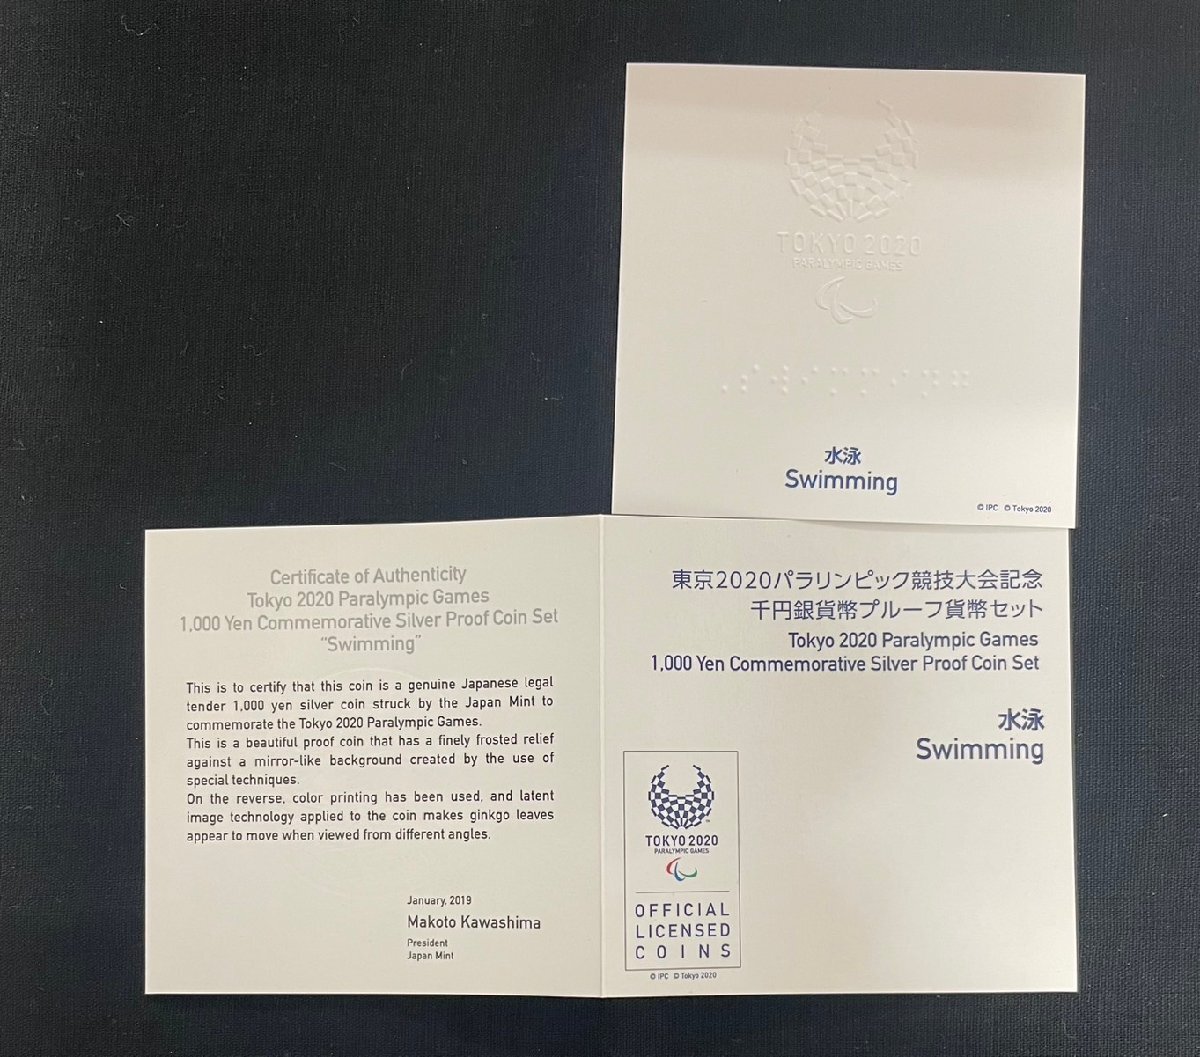 TOKYO 2020
PARALYMPIC GAMES
水泳
Swimming
© IPC © Tokyo 2020
Certificate of Authenticity
Tokyo 2020 Paralympic Games
1,000 Yen Commemorative Silver Proof Coin Set
"Swimming"
This is to certify that this coin is a genuine Japanese legal
tender 1,000 yen silver coin struck by the Japan Mint to
commemorate the Tokyo 2020 Paralympic Games.
This is a beautiful proof coin that has a finely frosted relief
against a mirror-like background created by the use of
special techniques.
On the reverse, color printing has been used, and latent
image technology applied to the coin makes ginkgo leaves
appear to move when viewed from different angles.
January, 2019
Makoto Kawashima
President
Japan Mint
東京2020パラリンピック競技大会記念
千円銀貨幣プルーフ貨幣セット
Tokyo 2020 Paralympic Games
1,000 Yen Commemorative Silver Proof Coin Set
水泳
Swimming
TOKYO 2020
PARALYMPIC GAMES
OFFICIAL
LICENSED
COINS
© IPC © Tokyo 2020